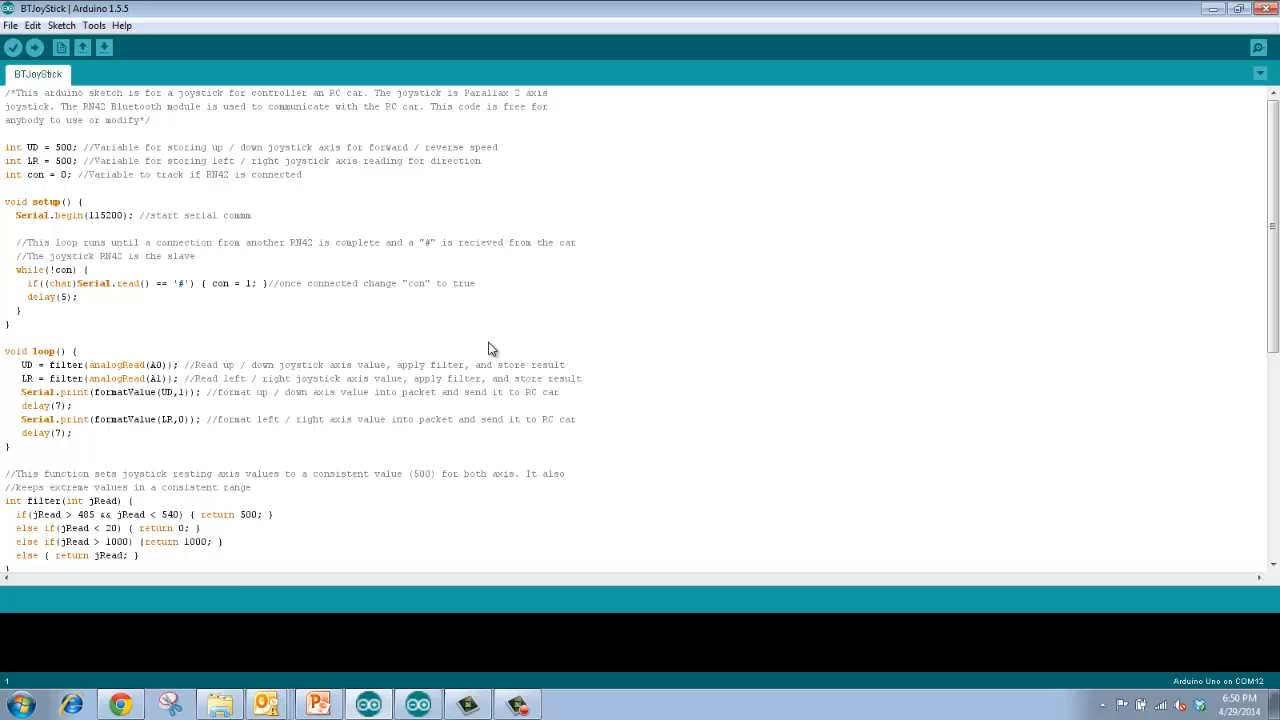 BTJoyStick | Arduino 1.5.5
File Edit Sketch Tools Help
BTJoyStick
/*This arduino sketch is for a joystick for controller an RC car. The joystick is Parallax 2 axis
joystick. The RN42 Bluetooth module is used to communicate with the RC car. This code is free for
anybody to use or modify*/
int UD = 500; //Variable for storing up / down joystick axis for forward / reverse speed
int LR = 500; //Variable for storing left / right joystick axis reading for direction
int con = 0; //Variable to track if RN42 is connected
void setup() {
Serial.begin(115200); //start serial comm
//This loop runs until a connection from another RN42 is complete and a "#" is recieved from the car
//The joystick RN42 is the slave
while(!con) {
if((char)Serial.read() == '#') { con = 1; }//once connected change "con" to true
delay(5);
}
}
void loop() {
UD = filter(analogRead(A0)); //Read up / down joystick axis value, apply filter, and store result
LR = filter(analogRead(A1)); //Read left / right joystick axis value, apply filter, and store result
Serial.print(formatValue(UD,1)); //format up / down axis value into packet and send it to RC car
delay(7);
Serial.print(formatValue(LR,0)); //format left / right axis value into packet and send it to RC car
delay(7);
}
//This function sets joystick resting axis values to a consistent value (500) for both axis. It also
//keeps extreme values in a consistent range
int filter(int jRead) {
if(jRead > 485 && jRead < 540) { return 500; }
else if(jRead < 20) { return 0; }
else if(jRead > 1000) {return 1000; }
else { return jRead; }
}
1
Arduino Uno on COM12
6:50 PM
4/29/2014